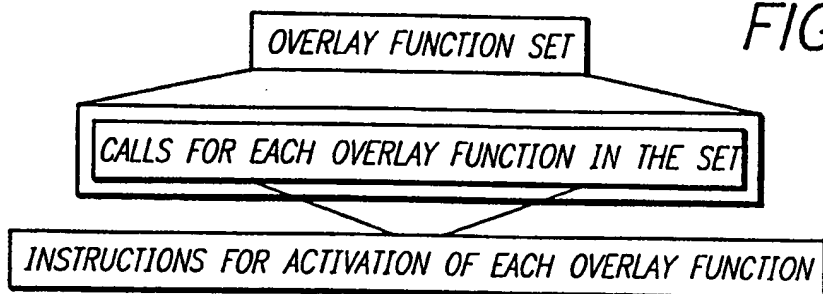 FIG
OVERLAY FUNCTION SET
CALLS FOR EACH OVERLAY FUNCTION IN THE SET
INSTRUCTIONS FOR ACTIVATION OF EACH OVERLAY FUNCTION